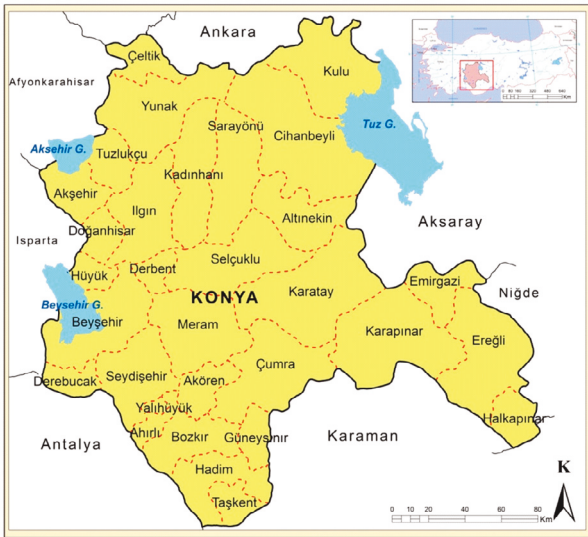 Ankara
Çeltik
Kulu
Afyonkarahisar
Yunak
Sarayönü
Cihanbeyli
Tuz G.
Aksehir G.
Tuzlukçu
Kadınhanı
Akşehir
Ilgın
Altınekin
Aksaray
Doğanhisar
Isparta
Selçuklu
Derbent
Hüyük
Emirgazi
Karatay
KONYA
Niğde
Beysehir G.
Beyşehir
Meram
Karapınar
Ereğli
Çumra
Seydişehir
Akören
Derebucak
Yalıhüyük
Halkapınar
Ahırlı
Bozkır
Güneysınır
Antalya
Karaman
Hadim
K
Taşkent
0 10 20 40 60 80
Km